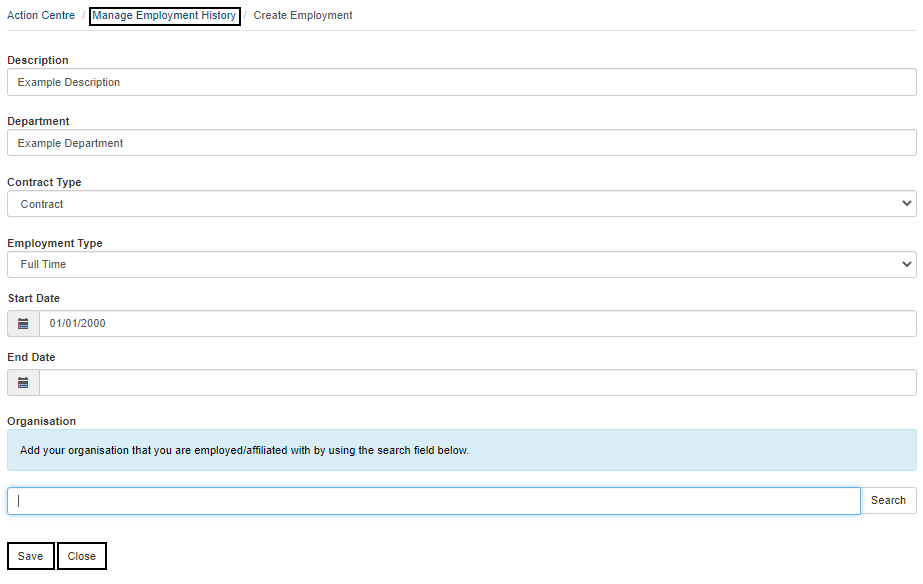 Action Centre / Manage Employment History / Create Employment
Description
Example Description
Department
Example Department
Contract Type
Contract
Employment Type
Full Time
Start Date
01/01/2000
End Date
Organisation
Add your organisation that you are employed/affiliated with by using the search field below.
Search
Save Close